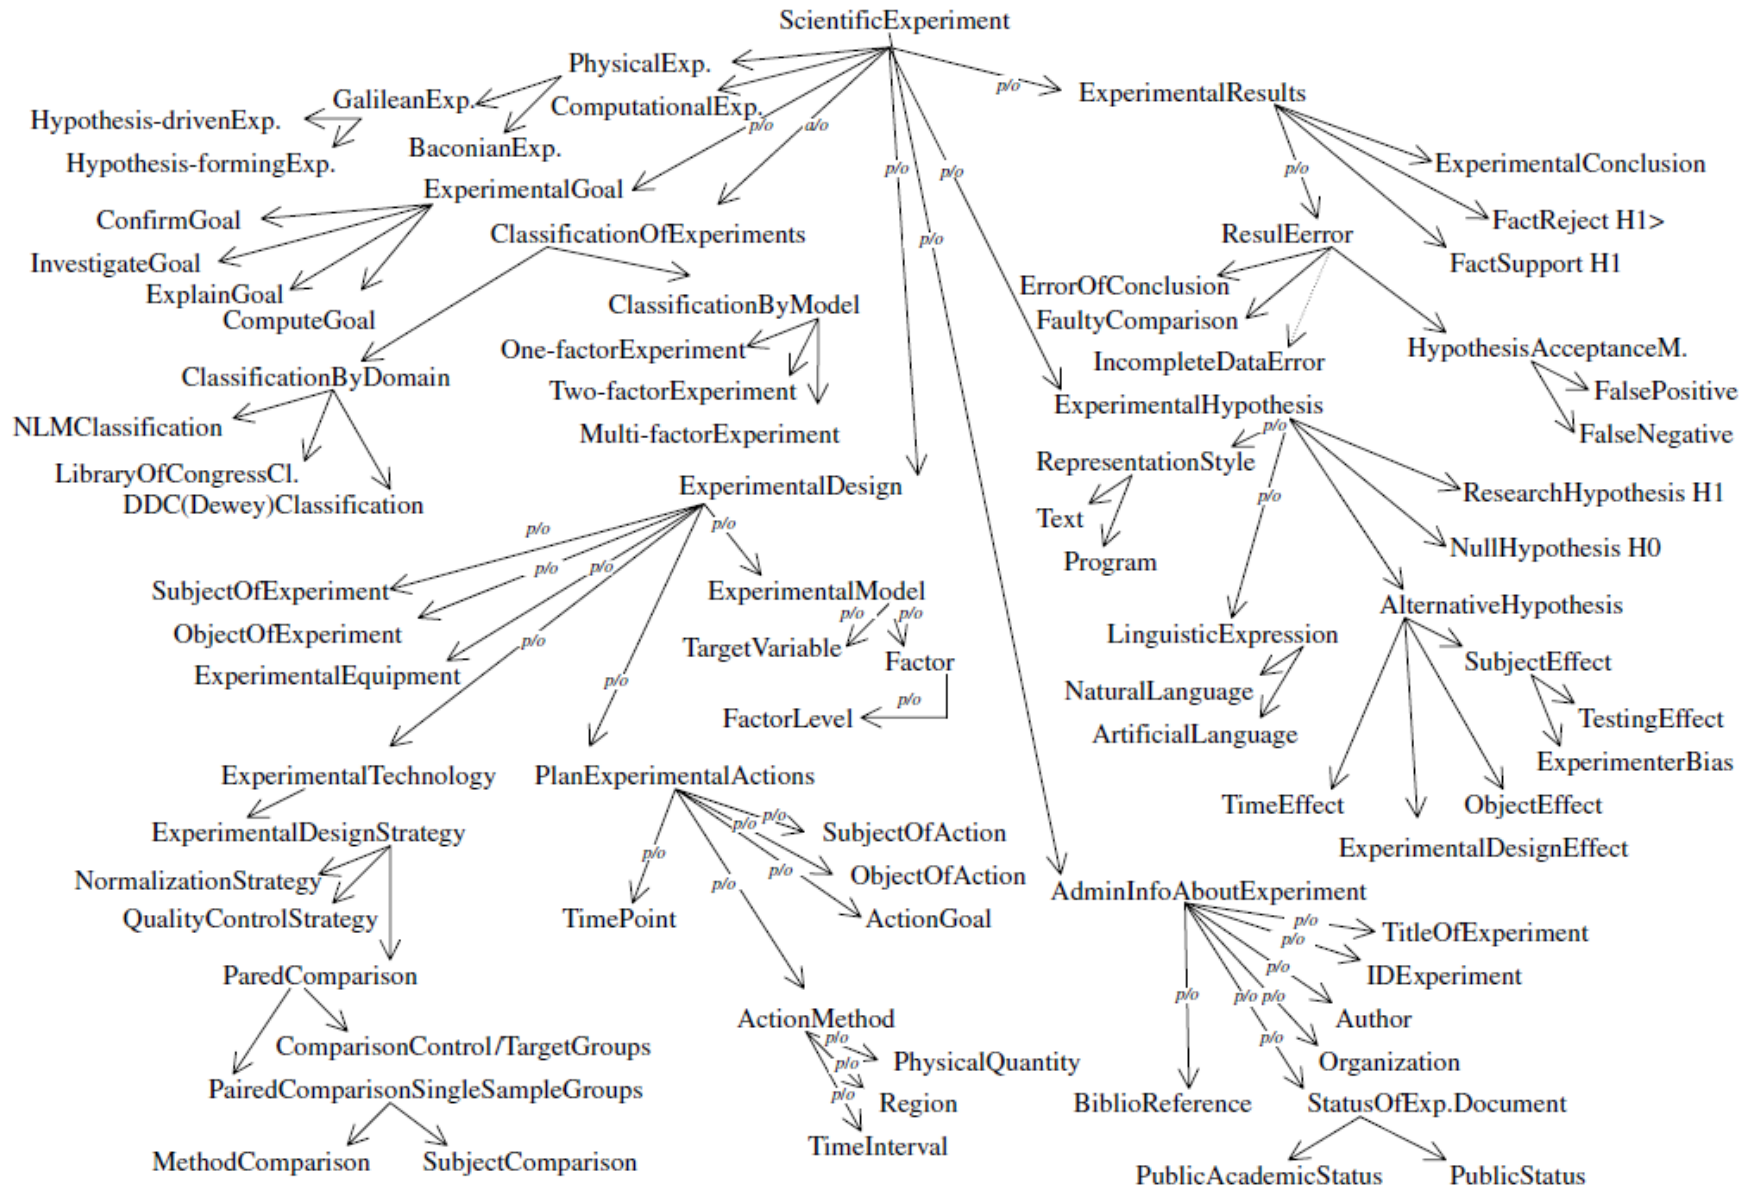 ScientificExperiment
PhysicalExp.
p/o
ExperimentalResults
GalileanExp.
ComputationalExp.
Hypothesis-drivenExp.
p/o
a/o
BaconianExp.
Hypothesis-formingExp.
p/o
p/o
p/o
ExperimentalConclusion
ExperimentalGoal
ConfirmGoal
FactReject H1>
ClassificationOfExperiments
p/o
ResulEerror
InvestigateGoal
FactSupport H1
ExplainGoal
ErrorOfConclusion
ClassificationByModel
ComputeGoal
FaultyComparison
One-factorExperiment
HypothesisAcceptanceM.
IncompleteDataError
ClassificationByDomain
Two-factorExperiment
FalsePositive
ExperimentalHypothesis
NLMClassification
p/o
Multi-factorExperiment
FalseNegative
RepresentationStyle
LibraryOfCongressCl.
ExperimentalDesign
p/o
ResearchHypothesis H1
DDC(Dewey)Classification
Text
p/o
p/o
NullHypothesis H0
Program
p/o
p/o
SubjectOfExperiment
ExperimentalModel
AlternativeHypothesis
p/o
p/o
ObjectOfExperiment
p/o
TargetVariable
LinguisticExpression
Factor
SubjectEffect
ExperimentalEquipment
p/o
NaturalLanguage
p/o
FactorLevel
TestingEffect
ArtificialLanguage
ExperimenterBias
ExperimentalTechnology
PlanExperimentalActions
TimeEffect
ObjectEffect
ExperimentalDesignStrategy
p/o
p/o
SubjectOfAction
ExperimentalDesignEffect
p/o
p/o
NormalizationStrategy
p/o
ObjectOfAction
AdminInfoAboutExperiment
QualityControlStrategy
TimePoint
ActionGoal
p/o
TitleOfExperiment
p/o
ParedComparison
p/o
IDExperiment
p/o
p/o
p/o
ActionMethod
Author
p/o
p/o
ComparisonControl/TargetGroups
p/o
PhysicalQuantity
Organization
PairedComparisonSingleSampleGroups
p/o
Region
BiblioReference
StatusOfExp.Document
TimeInterval
MethodComparison
SubjectComparison
PublicAcademicStatus
PublicStatus